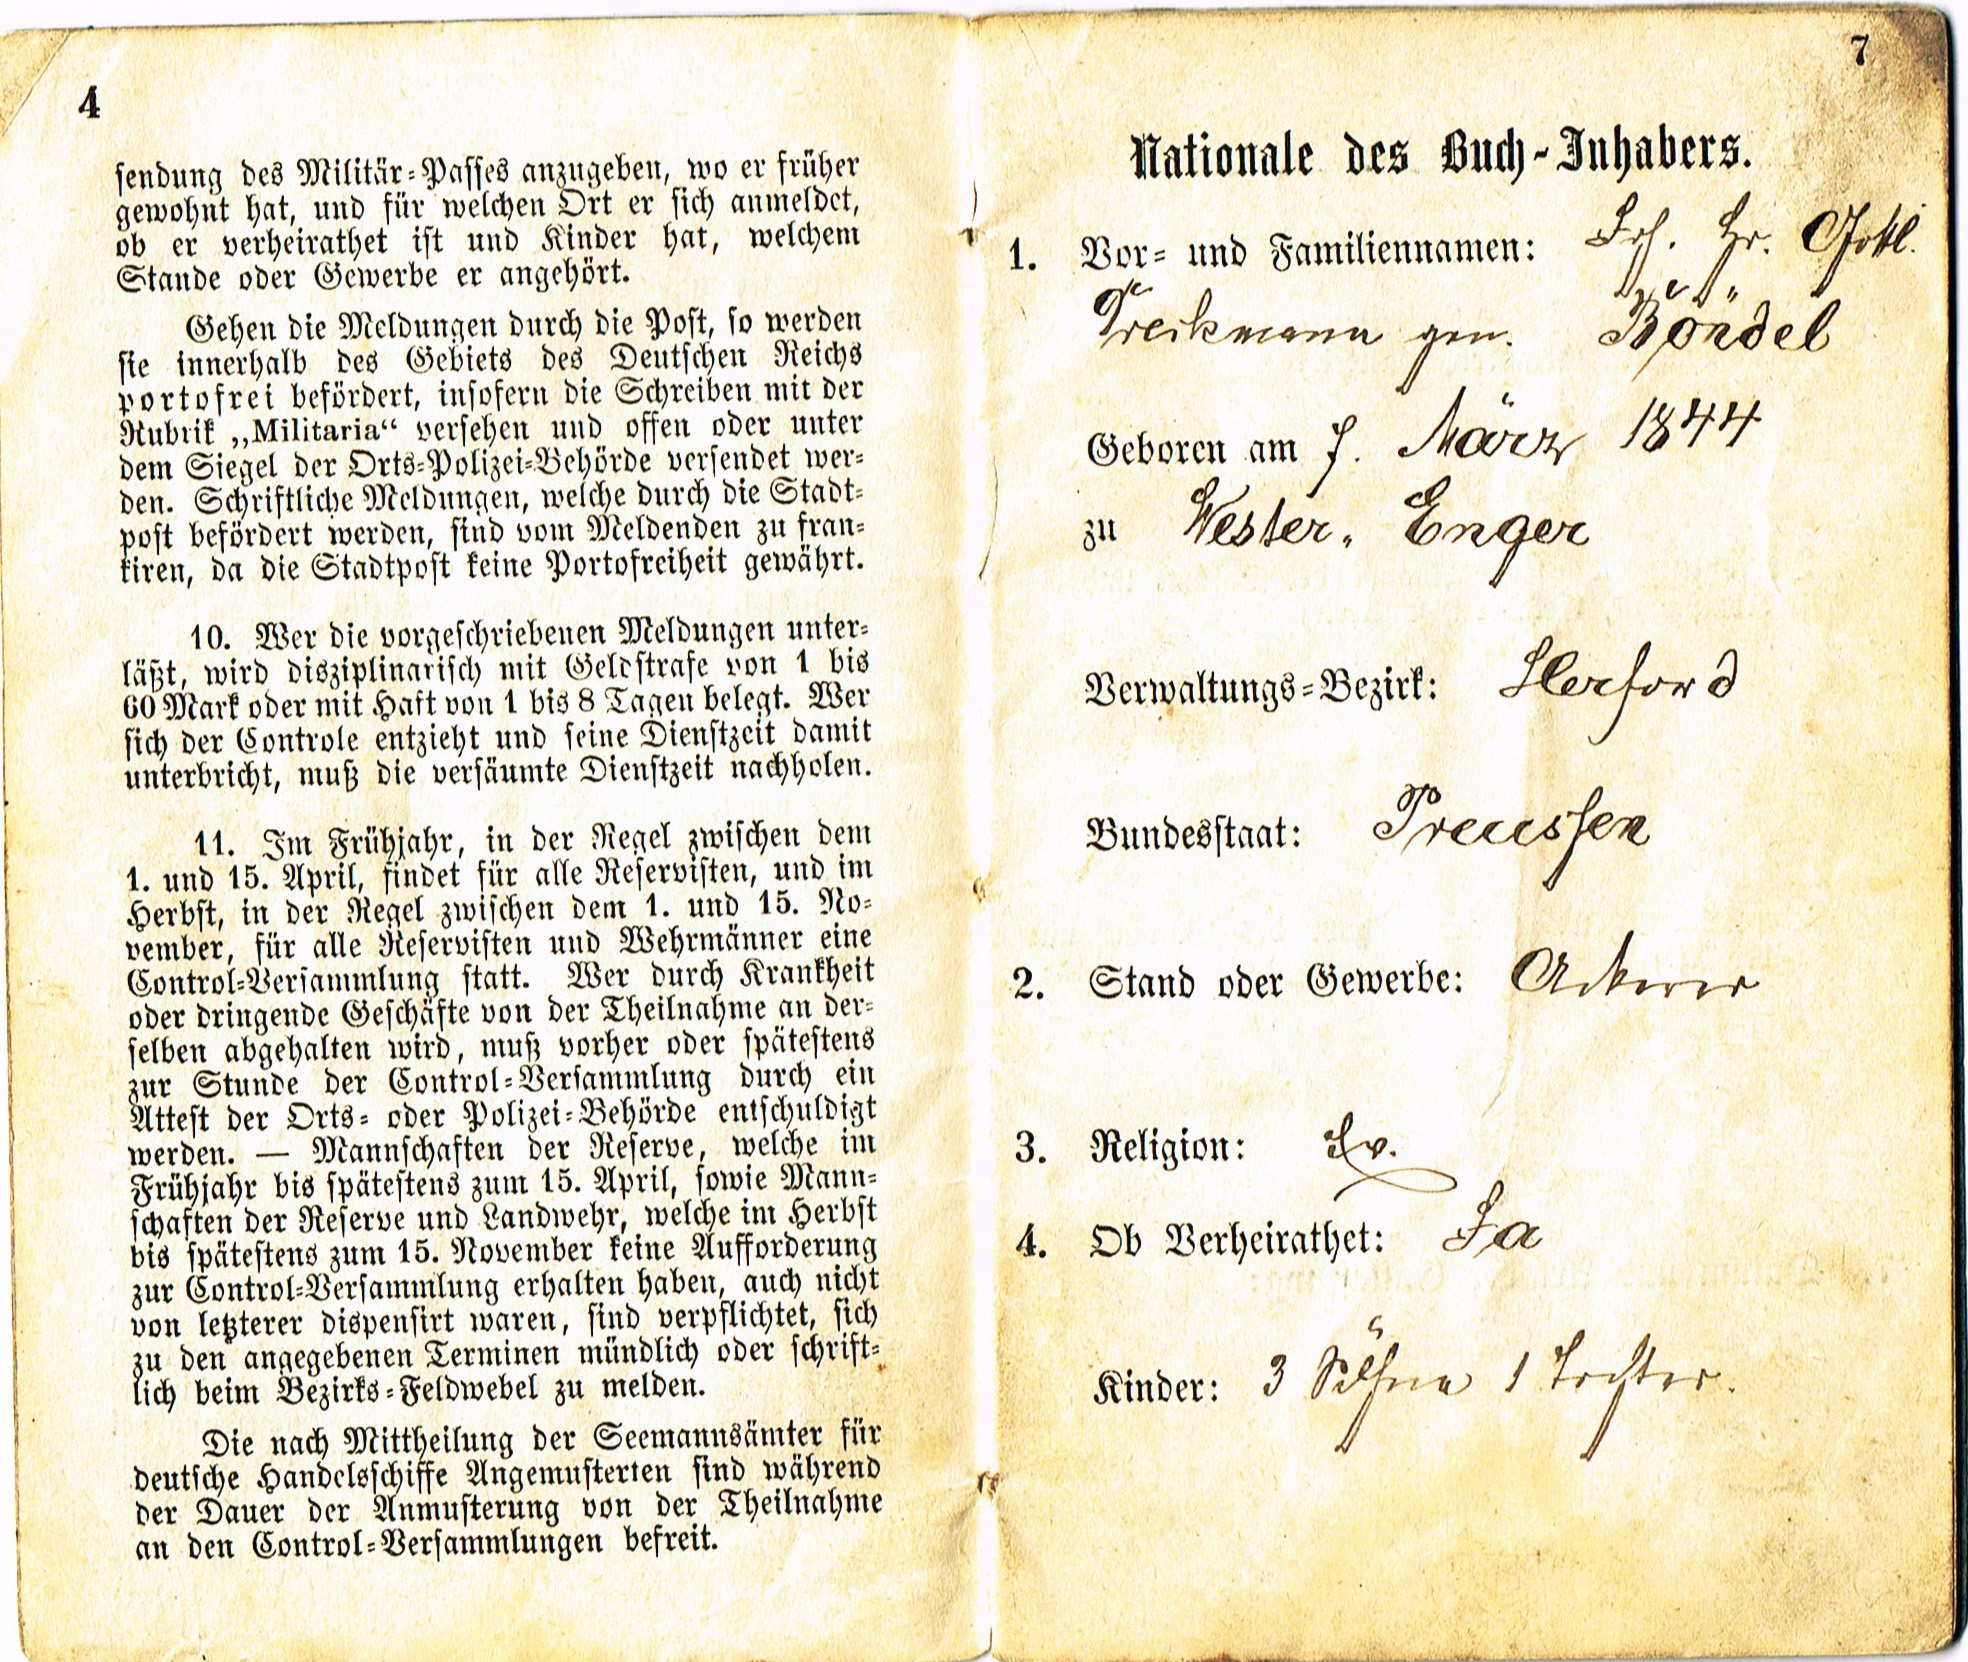 4
sendung des Militär-Passes anzugeben, wo er früher
gewohnt hat, und für welchen Ort er sich anmeldet,
ob er verheirathet ist und Kinder hat, welchem
Stande oder Gewerbe er angehört.
Gehen die Meldungen durch die Post, so werden
sie innerhalb des Gebiets des Deutschen Reichs
portofrei befördert, insofern die Schreiben mit der
Rubrik „Militaria“ versehen und offen oder unter
dem Siegel der Orts-Polizei-Behörde versendet wer-
den. Schriftliche Meldungen, welche durch die Stadt-
post befördert werden, sind vom Meldenden zu fran-
kiren, da die Stadtpost keine Portofreiheit gewährt.
10. Wer die vorgeschriebenen Meldungen unter-
läßt, wird disziplinarisch mit Geldstrafe von 1 bis
60 Mark oder mit Haft von 1 bis 8 Tagen belegt. Wer
sich der Controle entzieht und seine Dienstzeit damit
unterbricht, muß die versäumte Dienstzeit nachholen.
11. Im Frühjahr, in der Regel zwischen dem
1. und 15. April, findet für alle Reservisten, und im
Herbst, in der Regel zwischen dem 1. und 15. No-
vember, für alle Reservisten und Wehrmänner eine
Control-Versammlung statt. Wer durch Krankheit
oder dringende Geschäfte von der Theilnahme an der-
selben abgehalten wird, muß vorher oder spätestens
zur Stunde der Control-Versammlung durch ein
Attest der Orts- oder Polizei-Behörde entschuldigt
werden. — Mannschaften der Reserve, welche im
Frühjahr bis spätestens zum 15. April, sowie Mann-
schaften der Reserve und Landwehr, welche im Herbst
bis spätestens zum 15. November keine Aufforderung
zur Control-Versammlung erhalten haben, auch nicht
von letzterer dispensirt waren, sind verpflichtet, sich
zu den angegebenen Terminen mündlich oder schrift-
lich beim Bezirks-Feldwebel zu melden.
Die nach Mittheilung der Seemannsämter für
deutsche Handelsschiffe Angemusterten sind während
der Dauer der Anmusterung von der Theilnahme
an den Control-Versammlungen befreit.
7
Nationale des Buch-Inhabers.
1. Vor- und Familiennamen: Hr. Gottl.
gen. Böndel
Geboren am 7. März 1844
zu Wester-Enger
Verwaltungs-Bezirk: Herford
Bundesstaat: Preussen
2. Stand oder Gewerbe: Ackerer
3. Religion: Ev.
4. Ob Verheirathet: Ja
Kinder: 3 Söhne 1 Tochter.